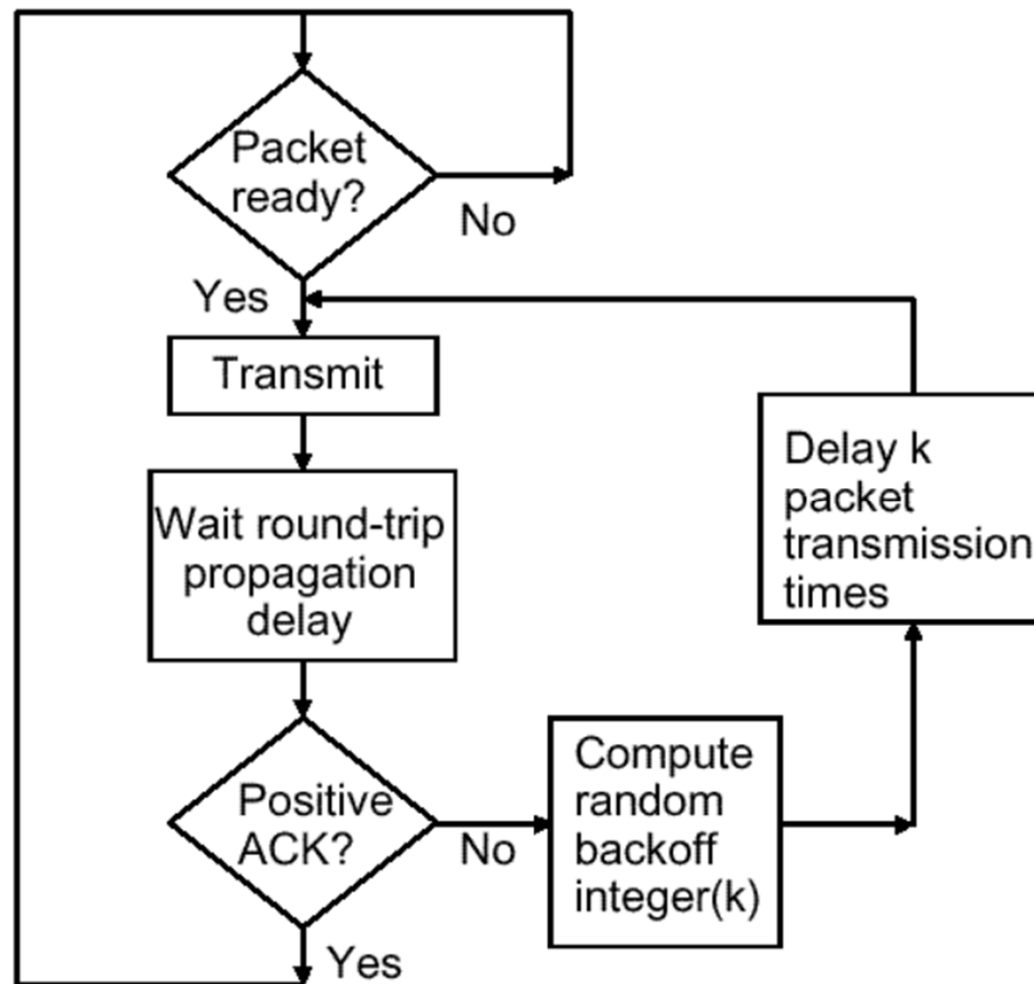 Packet
ready?
No
Yes
Transmit
Wait round-trip
propagation
delay
Delay k
packet
transmission
times
Positive
ACK?
No
Compute
random
backoff
integer(k)
Yes